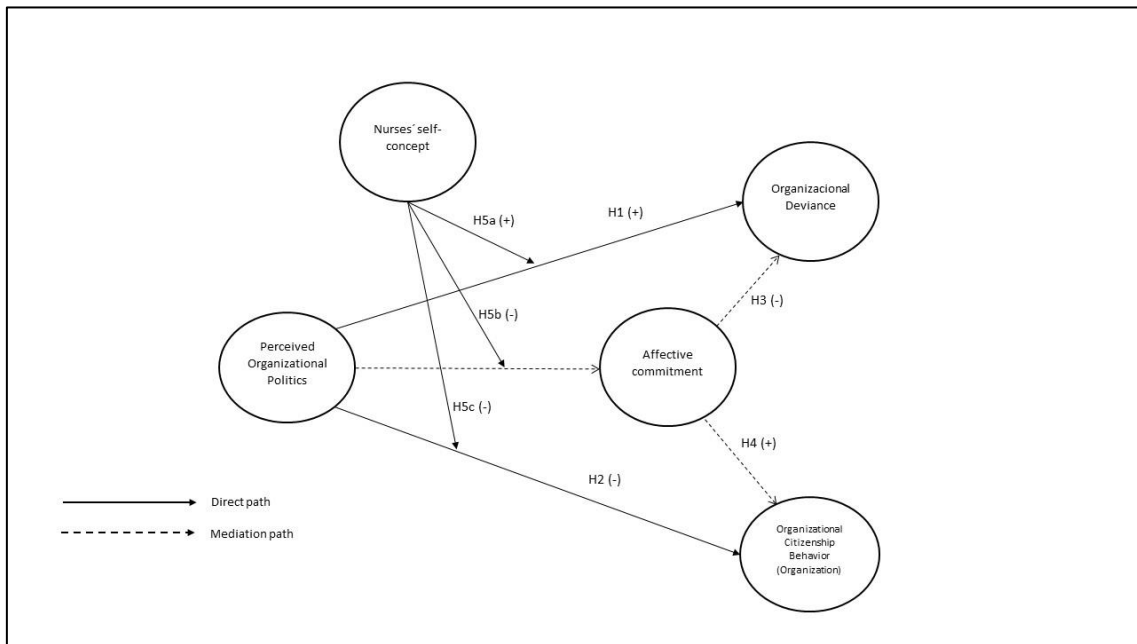 Nurses´ self-
concept
Organizacional
Deviance
H1 (+)
H5a (+)
H3 (-)
H5b (-)
Perceived
Organizational
Politics
Affective
commitment
H5c (-)
H4 (+)
H2 (-)
Direct path
Mediation path
Organizational
Citizenship
Behavior
(Organization)